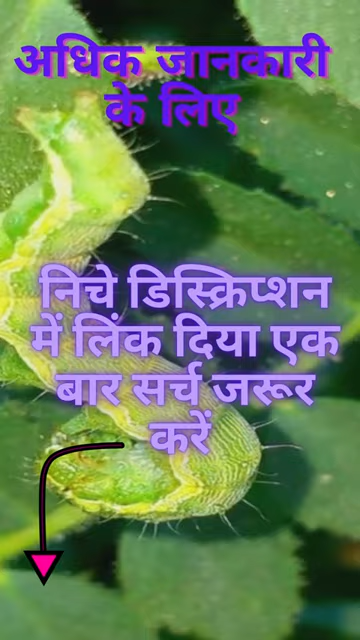 अधिक जानकारी
के लिए
निचे डिस्क्रिप्शन
में लिंक दिया एक
बार सर्च जरूर
करें